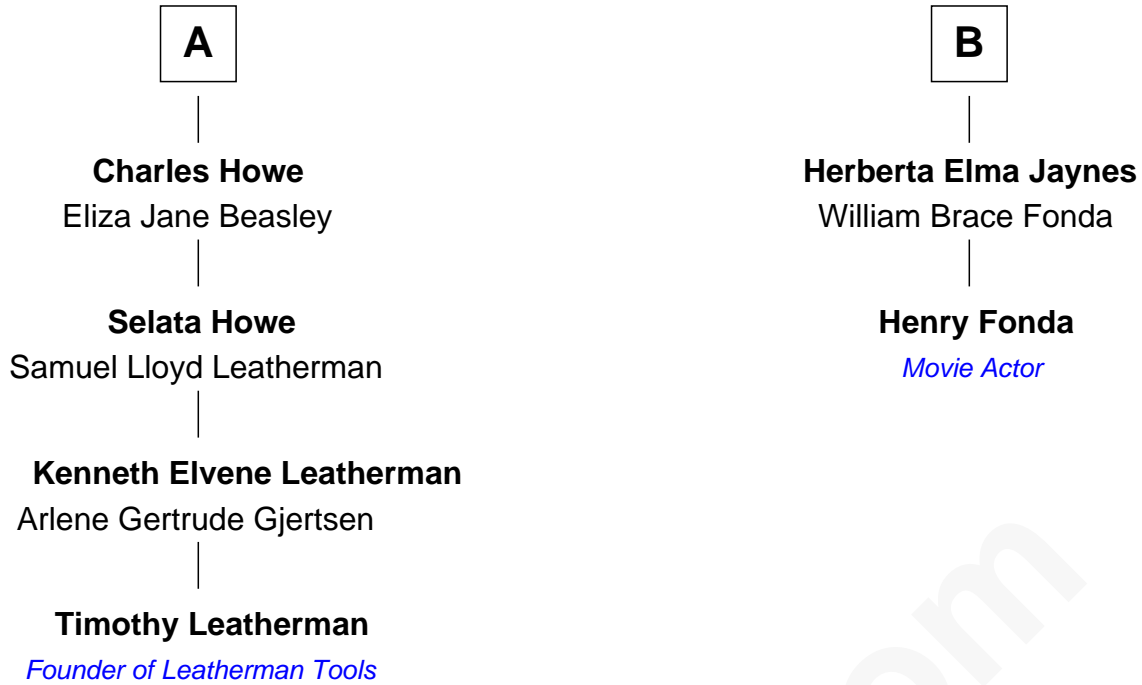 A
Charles Howe
Eliza Jane Beasley
Selata Howe
Samuel Lloyd Leatherman
Kenneth Elvene Leatherman
Arlene Gertrude Gjertsen
Timothy Leatherman
Founder of Leatherman Tools
B
Herberta Elma Jaynes
William Brace Fonda
Henry Fonda
Movie Actor
om